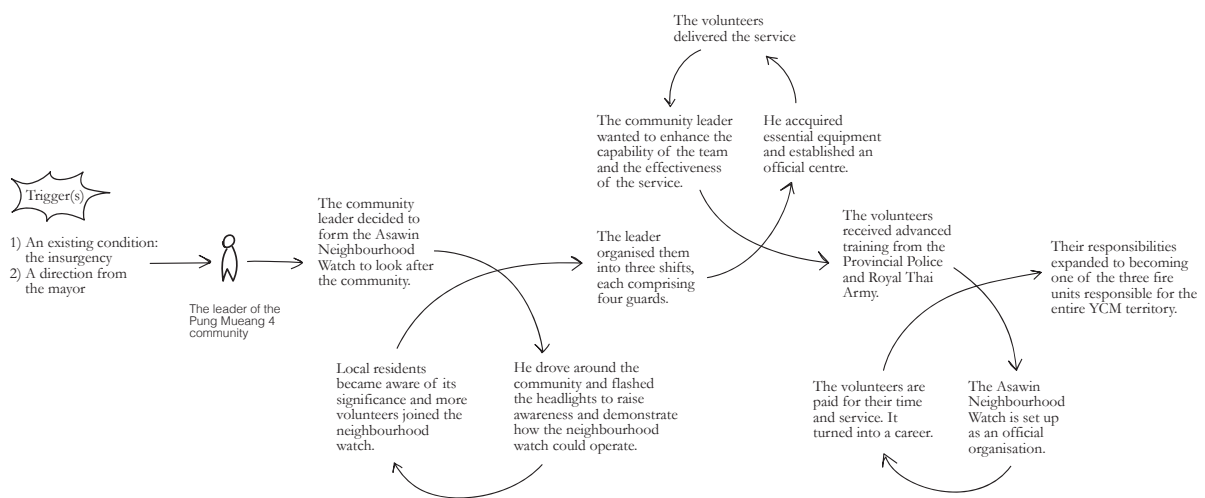 Trigger(s)
1) An existing condition:
the insurgency
2) A direction from
the mayor
The leader of the
Pung Mueang 4
community
The community
leader decided to
form the Asawin
Neighbourhood
Watch to look after
the community.
He drove around the
community and flashed
the headlights to raise
awareness and demonstrate
how the neighbourhood
watch could operate.
Local residents
became aware of its
significance and more
volunteers joined the
neighbourhood
watch.
The leader
organised them
into three shifts,
each comprising
four guards.
He accquired
essential equipment
and established an
official centre.
The volunteers
delivered the service
The community leader
wanted to enhance the
capability of the team
and the effectiveness
of the service.
The volunteers
received advanced
training from the
Provincial Police
and Royal Thai
Army.
The Asawin
Neighbourhood
Watch is set up
as an official
organisation.
The volunteers are
paid for their time
and service. It
turned into a career.
Their responsibilities
expanded to becoming
one of the three fire
units responsible for the
entire YCM territory.